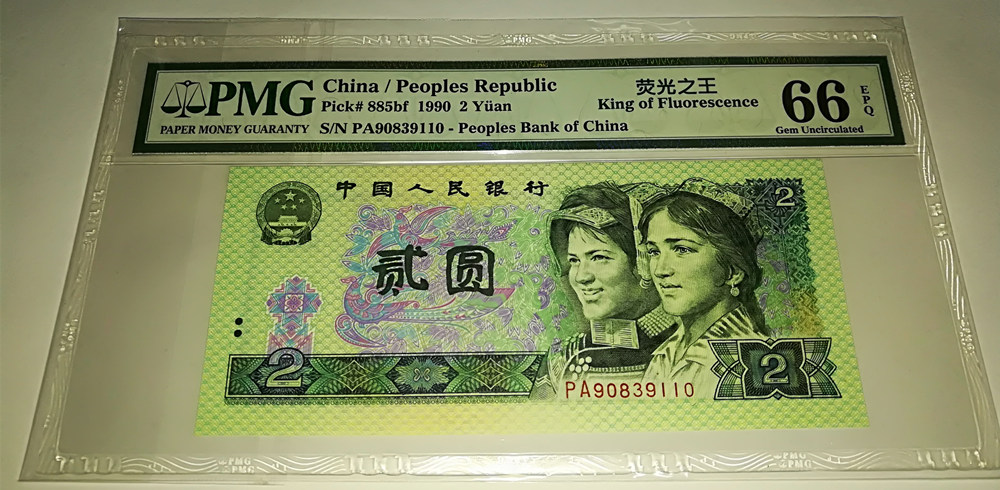 PMG
PAPER MONEY GUARANTY
China / Peoples Republic
Pick# 885bf 1990 2 Yüan
S/N PA90839110 - Peoples Bank of China
荧光之王
King of Fluorescence
66 EPQ
Gem Uncirculated
中国人民银行
2
贰圆
2
PA90839110
2